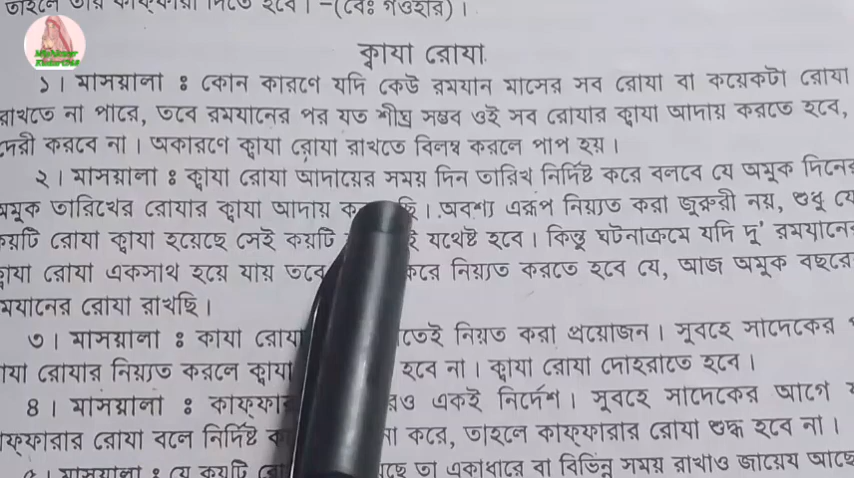 তাহলে তার কাফ্ফারা দিতে হবে। -(বেঃ গওহার)।
ক্বাযা রোযা
১। মাসয়ালা ঃ কোন কারণে যদি কেউ রমযান মাসের সব রোযা বা কয়েকটা রোযা
রাখতে না পারে, তবে রমযানের পর যত শীঘ্র সম্ভব ওই সব রোযার ক্বাযা আদায় করতে হবে,
দেরী করবে না। অকারণে ক্বাযা রোযা রাখতে বিলম্ব করলে পাপ হয়।
২। মাসয়ালা ঃ ক্বাযা রোযা আদায়ের সময় দিন তারিখ নির্দিষ্ট করে বলবে যে অমুক দিনের
অমুক তারিখের রোযার ক্বাযা আদায় ক ছি। অবশ্য এরূপ নিয়্যত করা জুরুরী নয়, শুধু যে
কয়টি রোযা ক্বাযা হয়েছে সেই কয়টি যথেষ্ট হবে। কিন্তু ঘটনাক্রমে যদি দু' রমযানের
ক্বাযা রোযা একসাথ হয়ে যায় তবে করে নিয়্যত করতে হবে যে, আজ অমুক বছরের
রমযানের রোযা রাখছি।
৩। মাসয়ালা ঃ কাযা রোযা তেই নিয়ত করা প্রয়োজন। সুবহে সাদেকের
ক্বাযা রোযার নিয়্যত করলে ক্বাযা হবে না। ক্বাযা রোযা দোহরাতে হবে।
৪। মাসয়ালা ঃ কাফ্ফার রও একই নির্দেশ। সুবহে সাদেকের আগে
কাফ্ফারার রোযা বলে নির্দিষ্ট ক না করে, তাহলে কাফ্ফারার রোযা শুদ্ধ হবে না।
৫। মাসয়ালা ঃ যে কয়টি রো ছে তা একাধারে বা বিভিন্ন সময় রাখাও জায়েয আছে